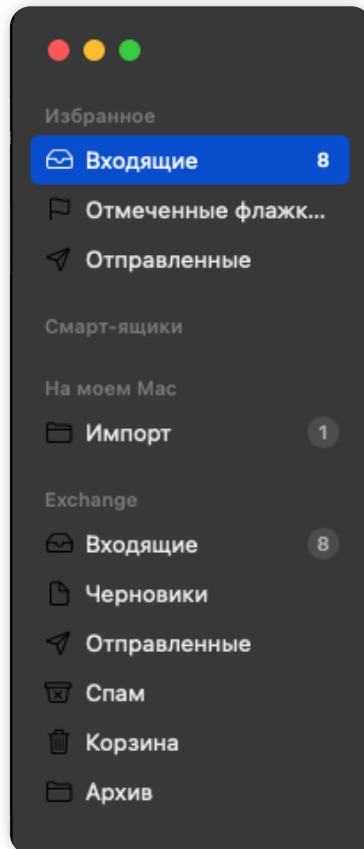 Избранное
Входящие 8
Отмеченные флажк...
Отправленные
Смарт-ящики
На моем Mac
Импорт 1
Exchange
Входящие 8
Черновики
Отправленные
Спам
Корзина
Архив